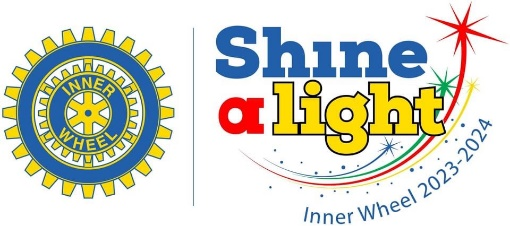 INNER
WHEEL
Shine
a light
Inner Wheel 2023-2024